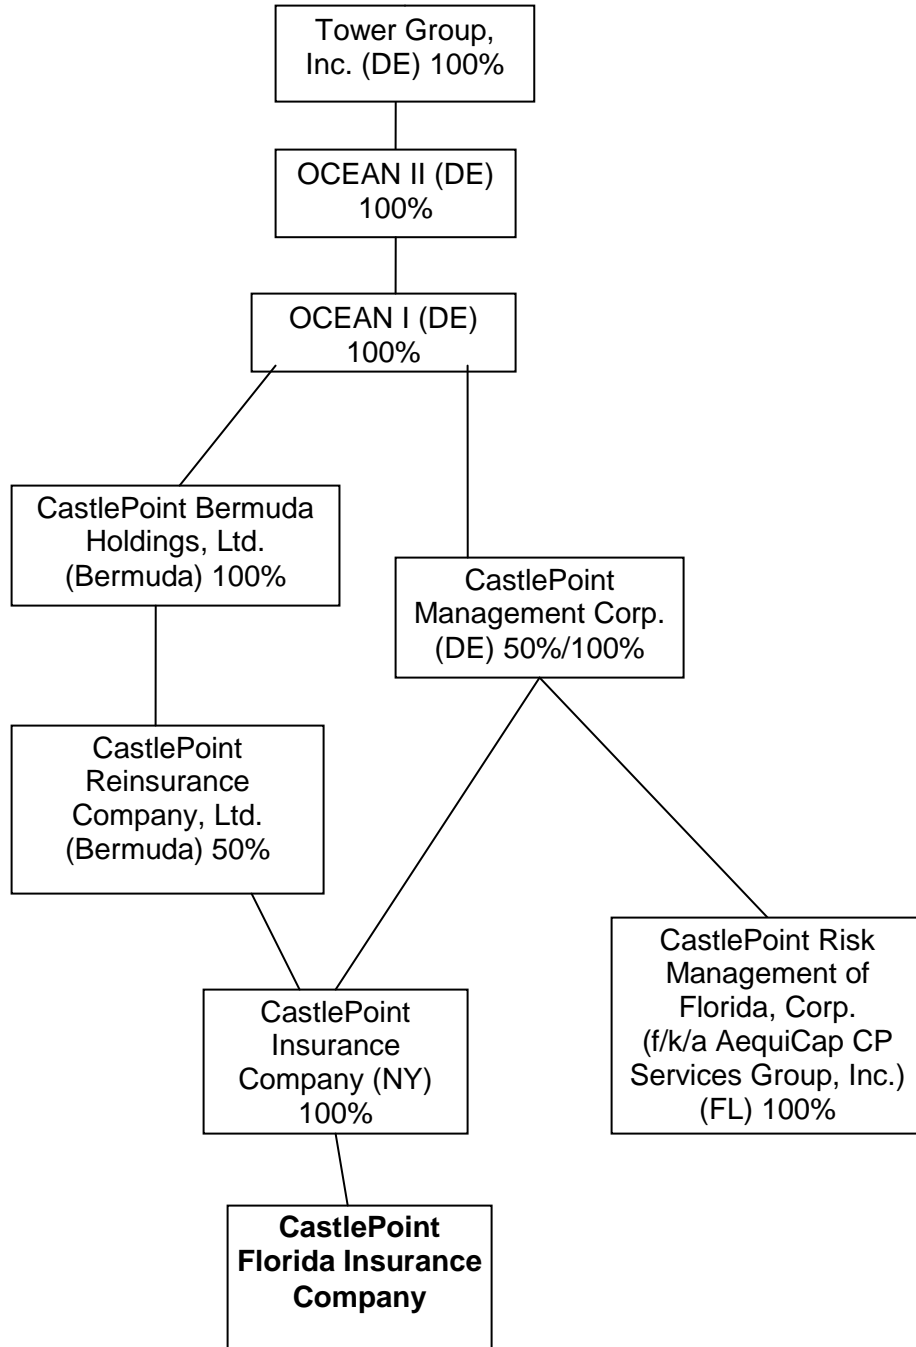 Tower Group,
Inc. (DE) 100%
OCEAN II (DE)
100%
OCEAN I (DE)
100%
CastlePoint Bermuda
Holdings, Ltd.
(Bermuda) 100%
CastlePoint
Management Corp.
(DE) 50%/100%
CastlePoint
Reinsurance
Company, Ltd.
(Bermuda) 50%
CastlePoint Risk
Management of
Florida, Corp.
(f/k/a AequiCap CP
Services Group, Inc.)
(FL) 100%
CastlePoint
Insurance
Company (NY)
100%
CastlePoint
Florida Insurance
Company